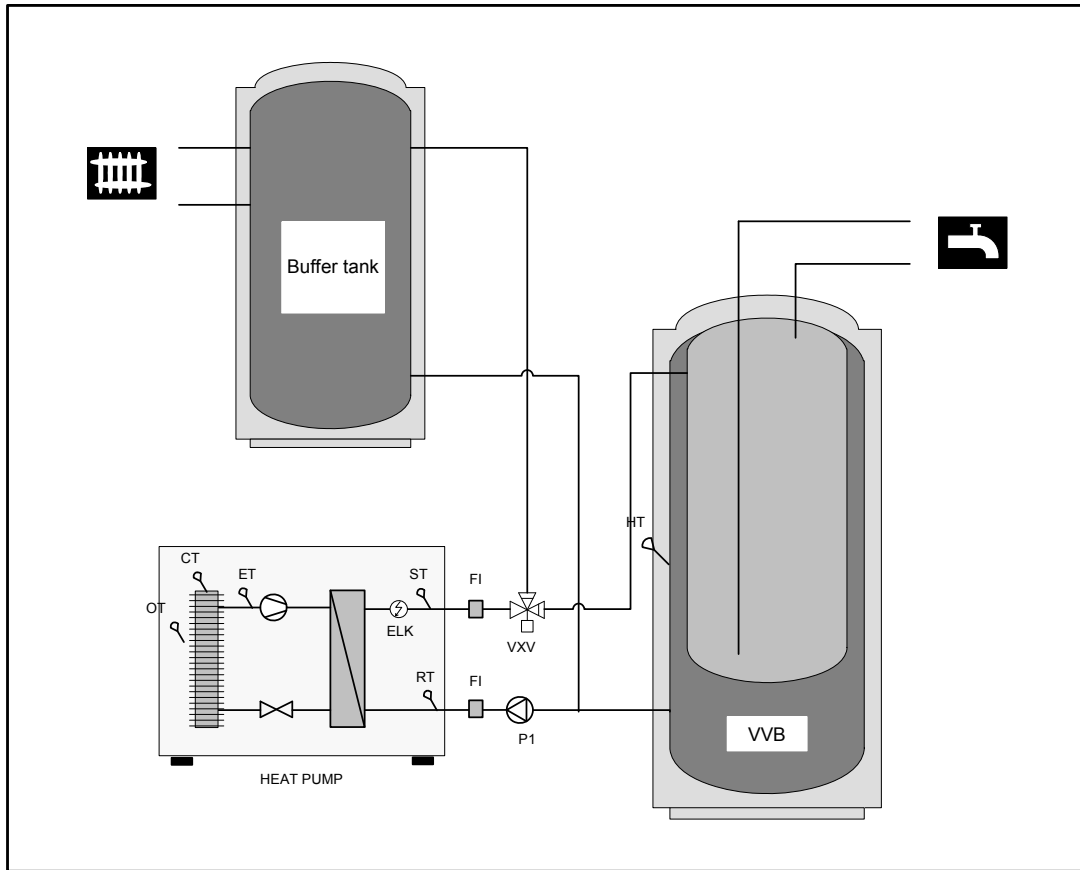 Buffer tank
HT
CT
ET
ST
FI
OT
ELK
VXV
RT
FI
VVB
P1
HEAT PUMP